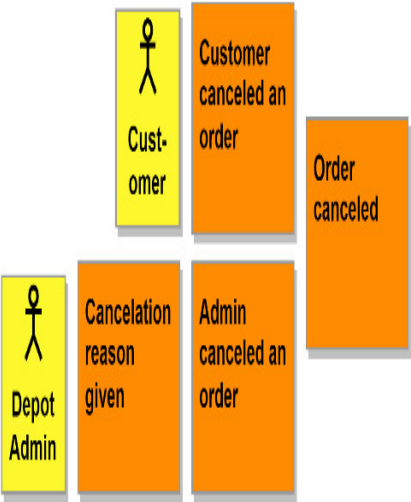 Cust-
omer
Customer
canceled an
order
Order
canceled
Depot
Admin
Cancelation
reason
given
Admin
canceled an
order